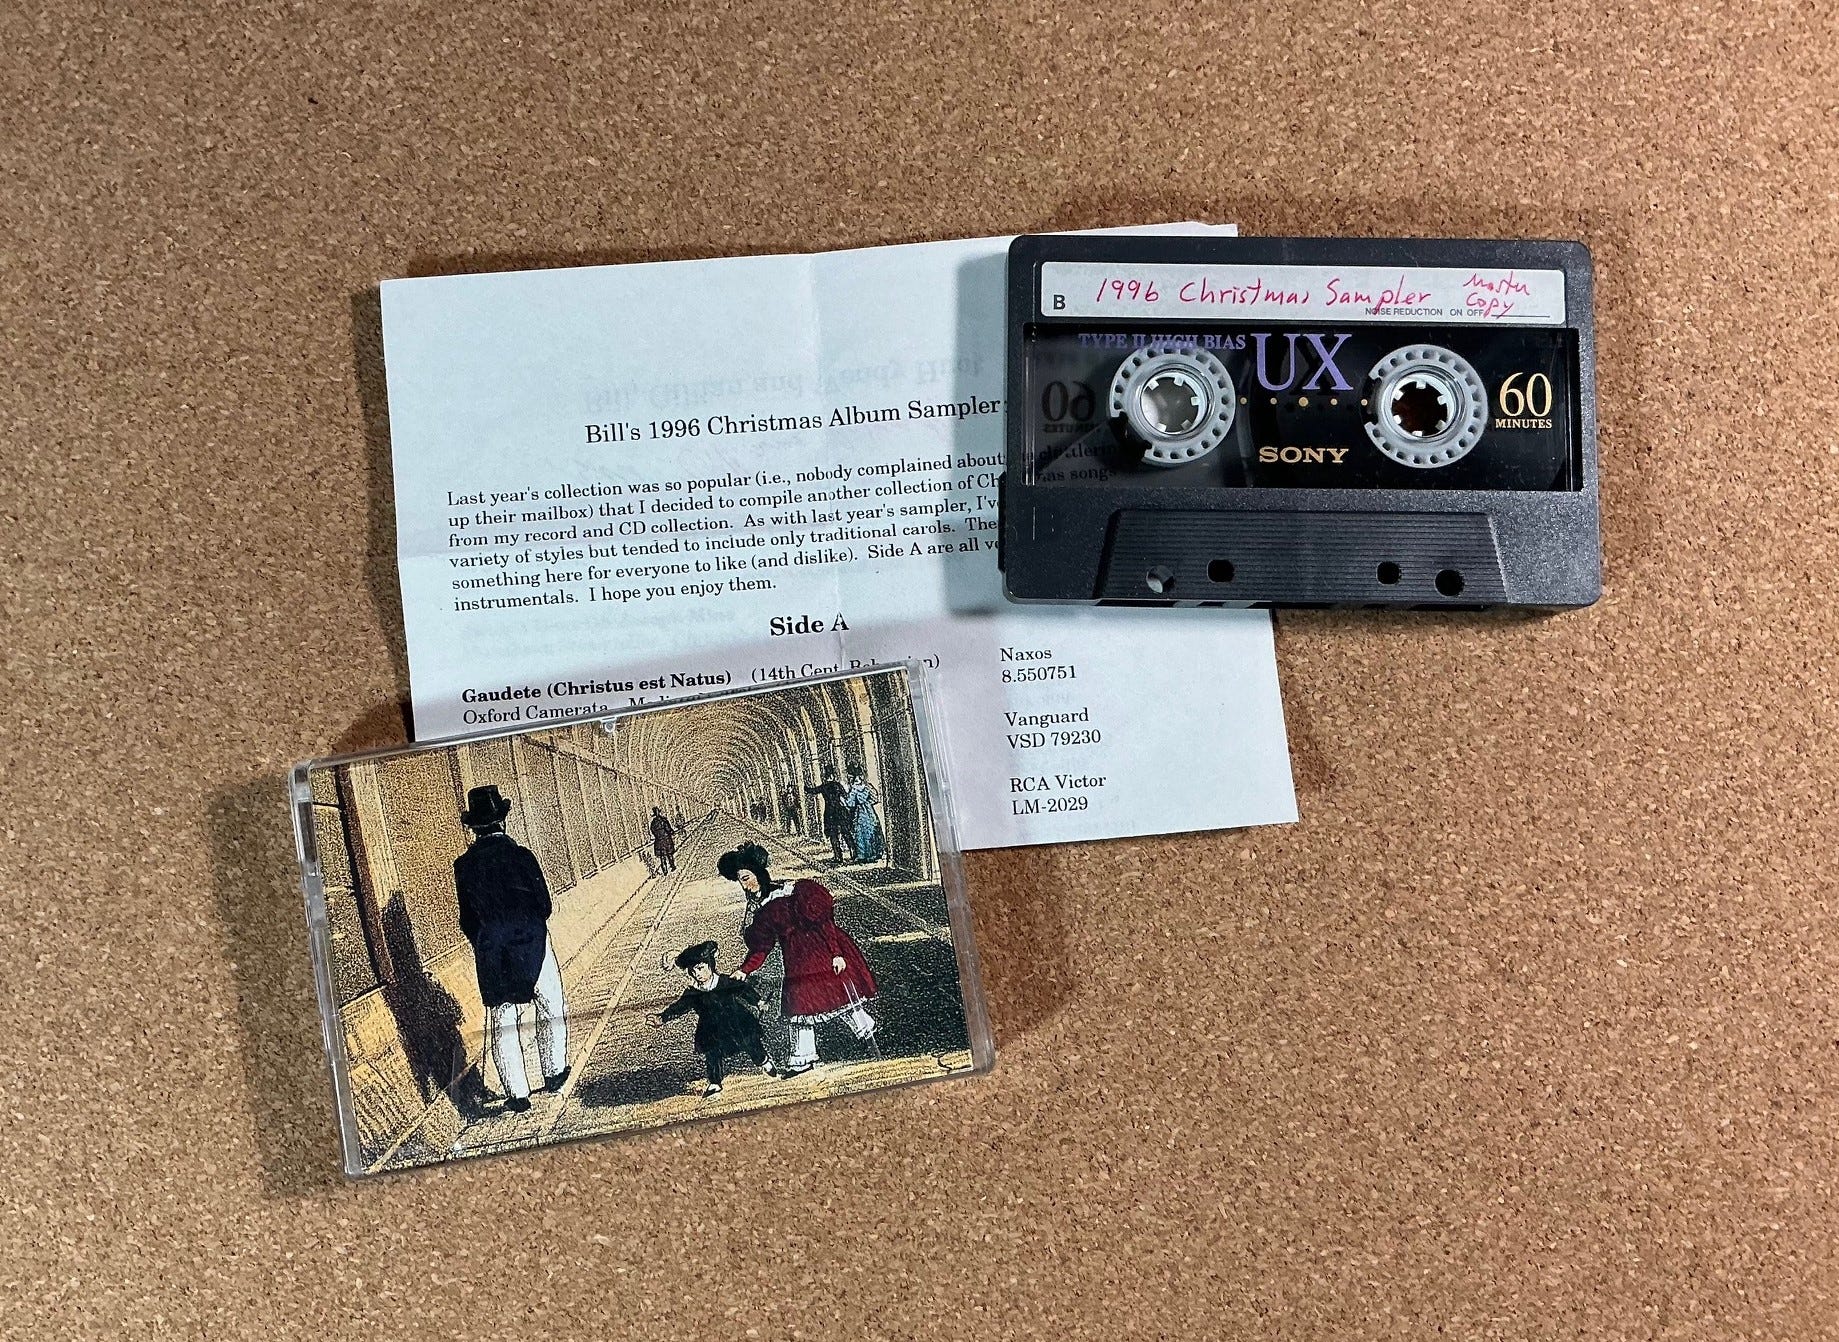 Bill's 1996 Christmas Album Sampler
Last year's collection was so popular (i.e., nobody complained about
up their mailbox) that I decided to compile another collection of
from my record and CD collection. As with last year's sampler,
variety of styles but tended to include only traditional carols.
something here for everyone to like (and dislike). Side A are all
instrumentals. I hope you enjoy them.
Side A
Gaudete (Christus est Natus) (14th Cent.
Oxford Camerata
Naxos
8.550751
Vanguard
VSD 79230
RCA Victor
LM-2029
B 1996 Christmas Sampler Master
Copy
NOISE REDUCTION ON OFF
TYPE II HIGH BIAS UX
60
MINUTES
SONY